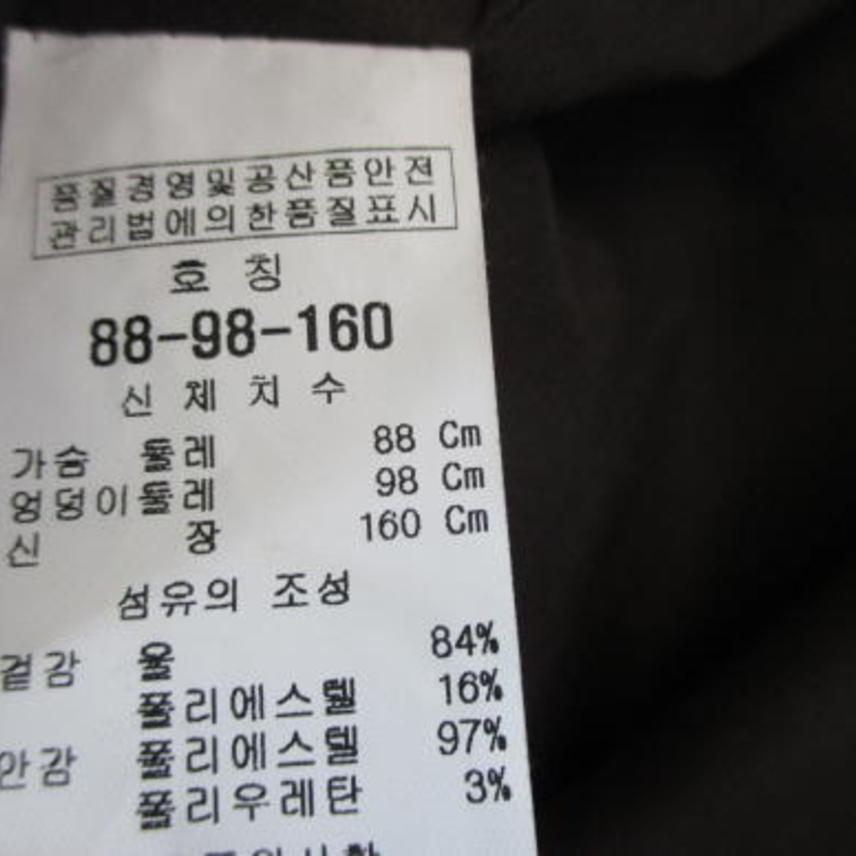 품질경영및공산품안전
관리법에의한품질표시
호 칭
88-98-160
신 체 치 수
가슴 둘레 88 Cm
엉덩이둘레 98 Cm
신 장 160 Cm
섬유의 조성
겉감 울 84%
폴리에스텔 16%
안감 폴리에스텔 97%
폴리우레탄 3%